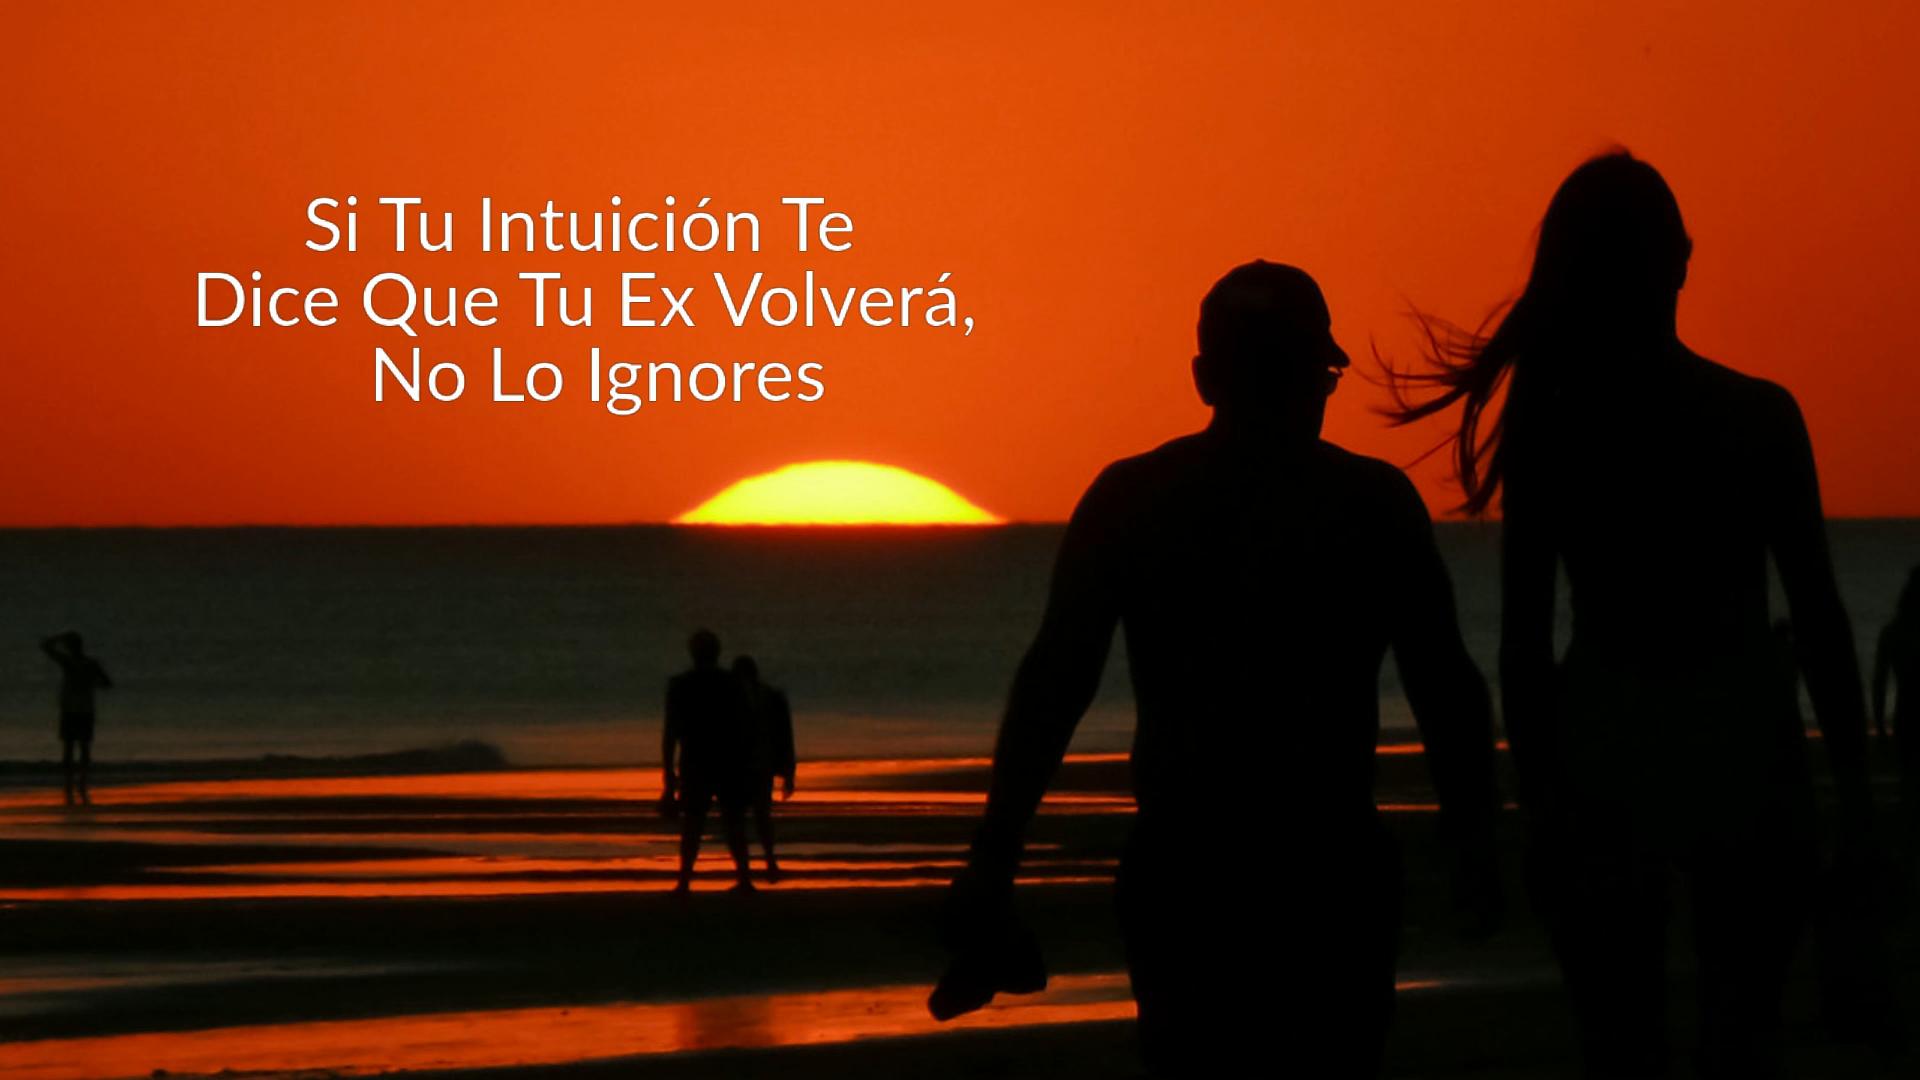 Si Tu Intuición Te
Dice Que Tu Ex Volverá,
No Lo Ignores